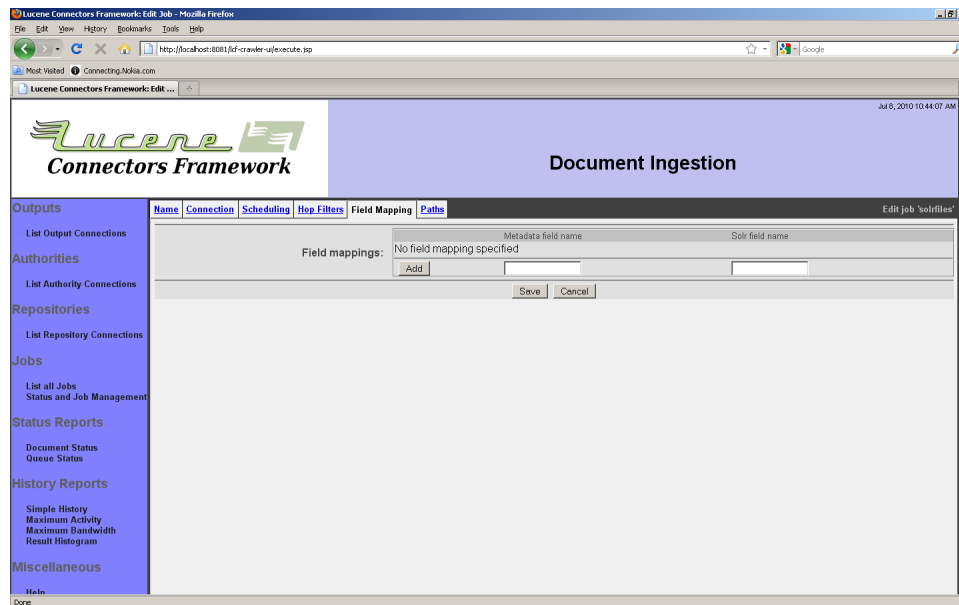 Lucene Connectors Framework: Edit Job - Mozilla Firefox
File Edit View History Bookmarks Tools Help
http://localhost:8081/lcf-crawler-ui/execute.jsp
Google
Most Visited Connecting.Nokia.com
Lucene Connectors Framework: Edit ...
Jul 8, 2010 10:44:07 AM
Lucene
Connectors Framework
Document Ingestion
Outputs
List Output Connections
Authorities
List Authority Connections
Repositories
List Repository Connections
Jobs
List all Jobs
Status and Job Management
Status Reports
Document Status
Queue Status
History Reports
Simple History
Maximum Activity
Maximum Bandwidth
Result Histogram
Miscellaneous
Help
Name Connection Scheduling Hop Filters Field Mapping Paths
Edit job 'solrfiles'
Field mappings:
Metadata field name Solr field name
No field mapping specified
Add
Save Cancel
Done